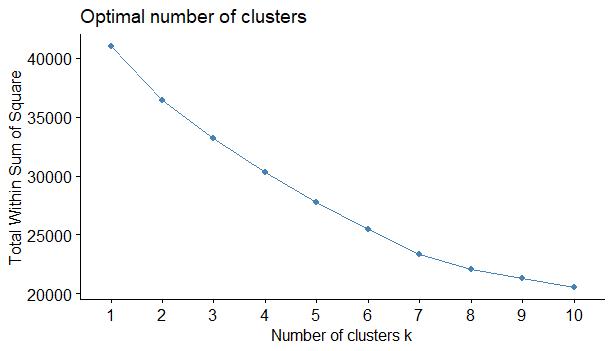 Optimal number of clusters
Total Within Sum of Square
40000
35000
30000
25000
20000
1 2 3 4 5 6 7 8 9 10
Number of clusters k